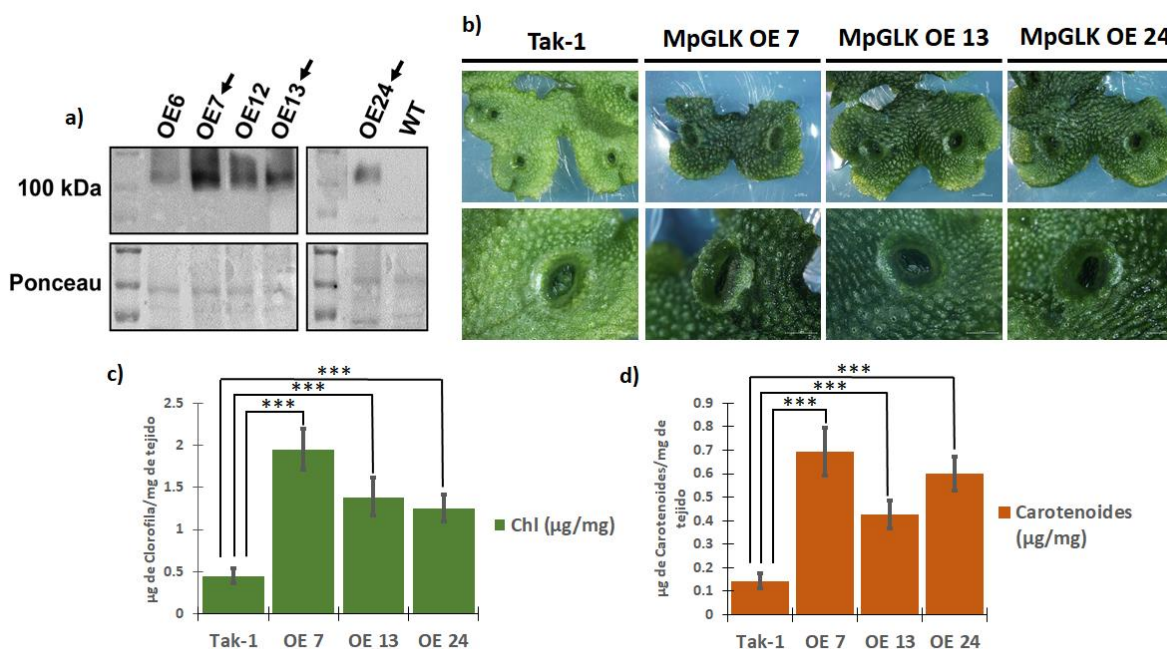 a)
OE6
OE7
OE12
OE13
OE24
WT
100 kDa
Ponceau
b)
Tak-1
MpGLK OE 7
MpGLK OE 13
MpGLK OE 24
c)
***
***
***
µg de Clorofila/mg de tejido
2.5
2
1.5
1
0.5
0
Tak-1
OE 7
OE 13
OE 24
Chl (µg/mg)
d)
***
***
***
µg de Carotenoides/mg de
tejido
0.9
0.8
0.7
0.6
0.5
0.4
0.3
0.2
0.1
0
Tak-1
OE 7
OE 13
OE 24
Carotenoides
(µg/mg)